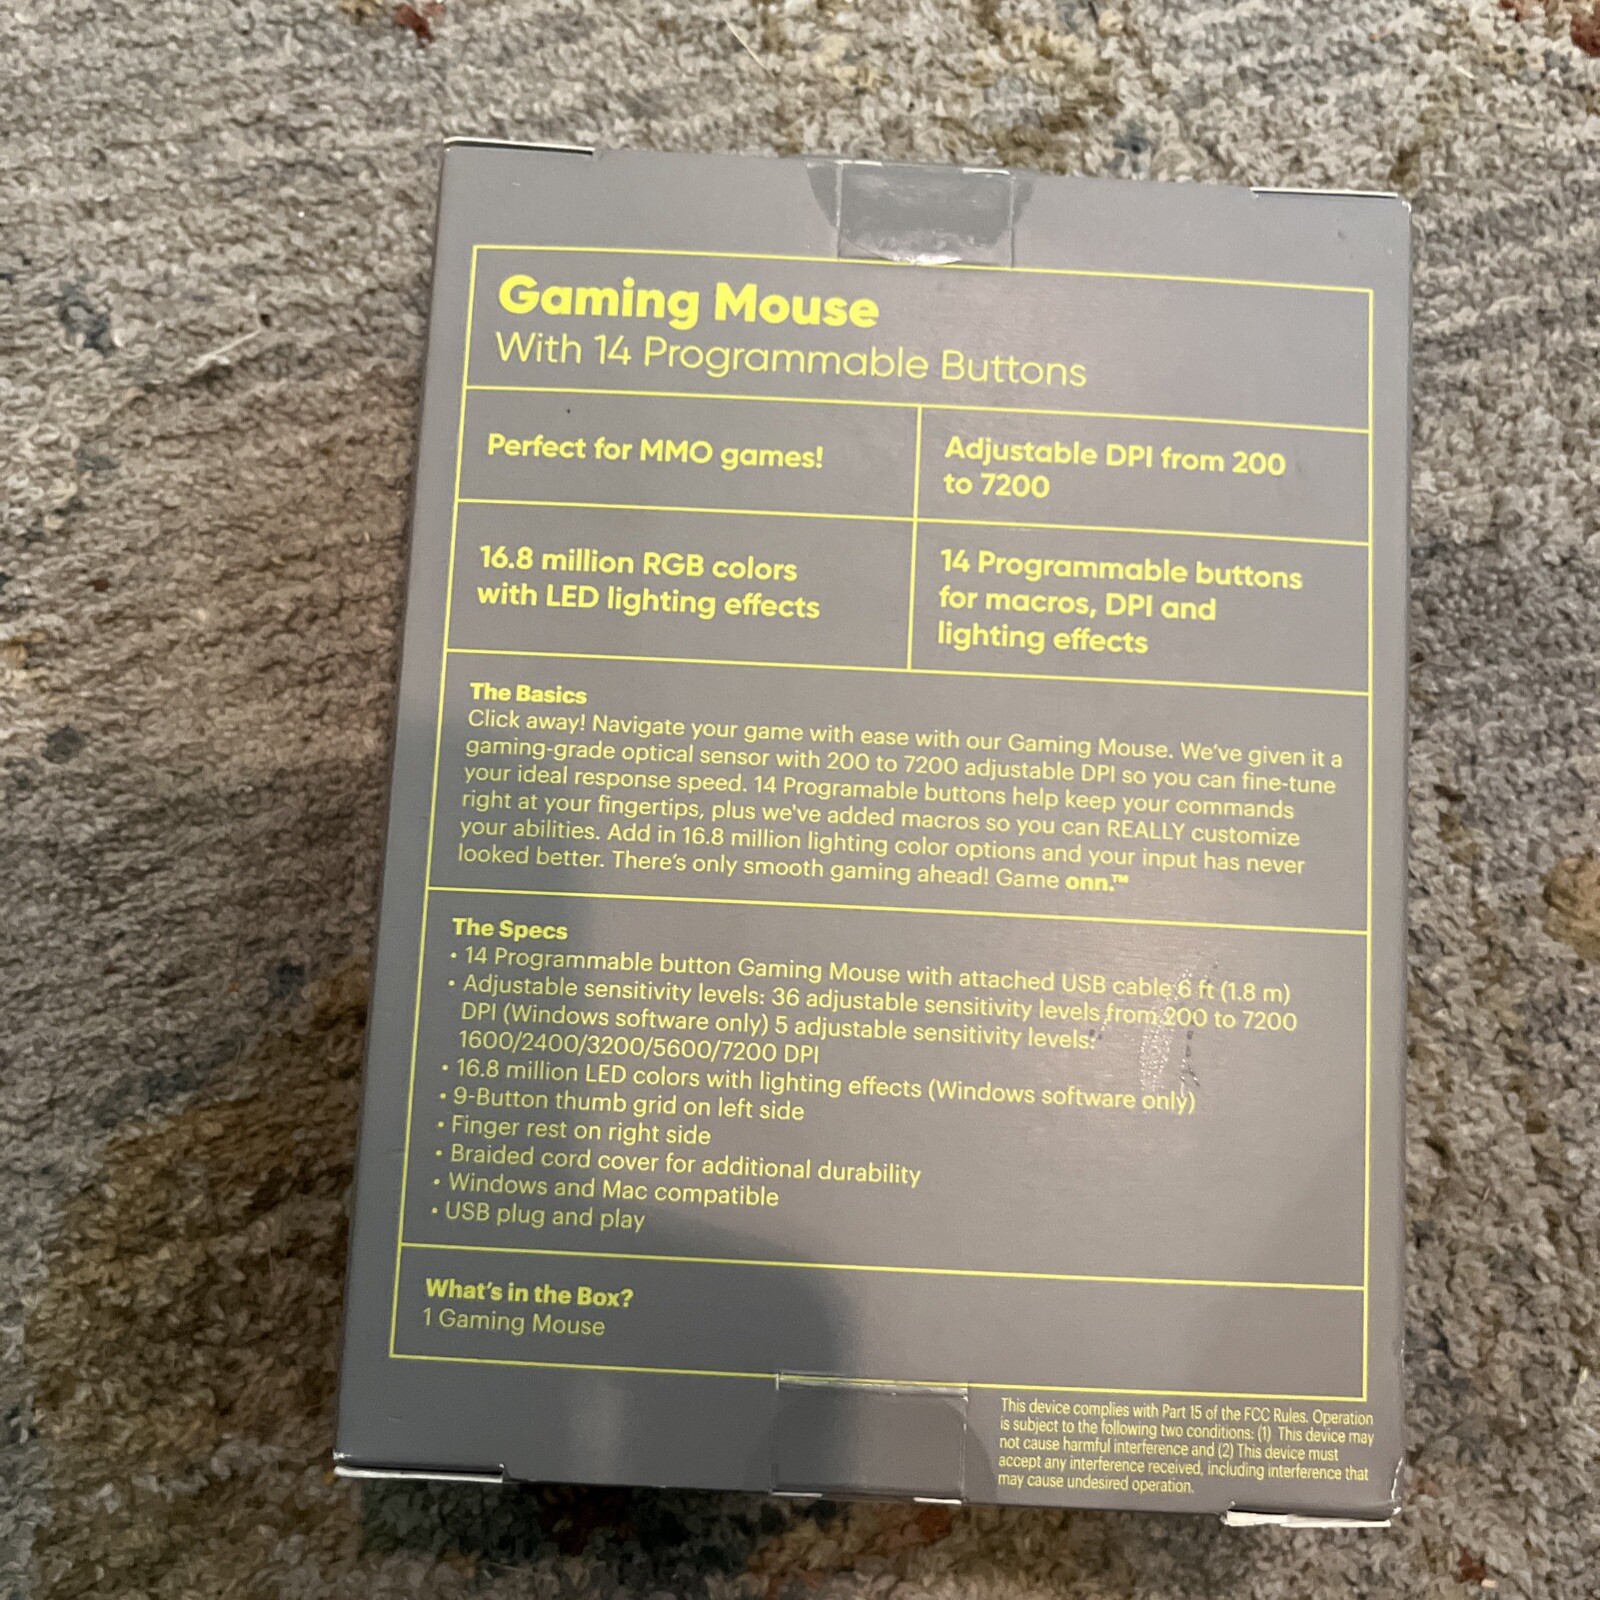 Gaming Mouse
With 14 Programmable Buttons
Perfect for MMO games!
Adjustable DPI from 200
to 7200
16.8 million RGB colors
with LED lighting effects
14 Programmable buttons
for macros, DPI and
lighting effects
The Basics
Click away! Navigate your game with ease with our Gaming Mouse. We've given it a
gaming-grade optical sensor with 200 to 7200 adjustable DPI so you can fine-tune
your ideal response speed. 14 Programable buttons help keep your commands
right at your fingertips, plus we've added macros so you can REALLY customize
your abilities. Add in 16.8 million lighting color options and your input has never
looked better. There's only smooth gaming ahead! Game onn.™
The Specs
• 14 Programmable button Gaming Mouse with attached USB cable 6 ft (1.8 m)
• Adjustable sensitivity levels: 36 adjustable sensitivity levels from 200 to 7200
DPI (Windows software only) 5 adjustable sensitivity levels:
1600/2400/3200/5600/7200 DPI
• 16.8 million LED colors with lighting effects (Windows software only)
• 9-Button thumb grid on left side
• Finger rest on right side
• Braided cord cover for additional durability
• Windows and Mac compatible
• USB plug and play
What's in the Box?
1 Gaming Mouse
This device complies with Part 15 of the FCC Rules. Operation
is subject to the following two conditions: (1) This device may
not cause harmful interference and (2) This device must
accept any interference received, including interference that
may cause undesired operation.